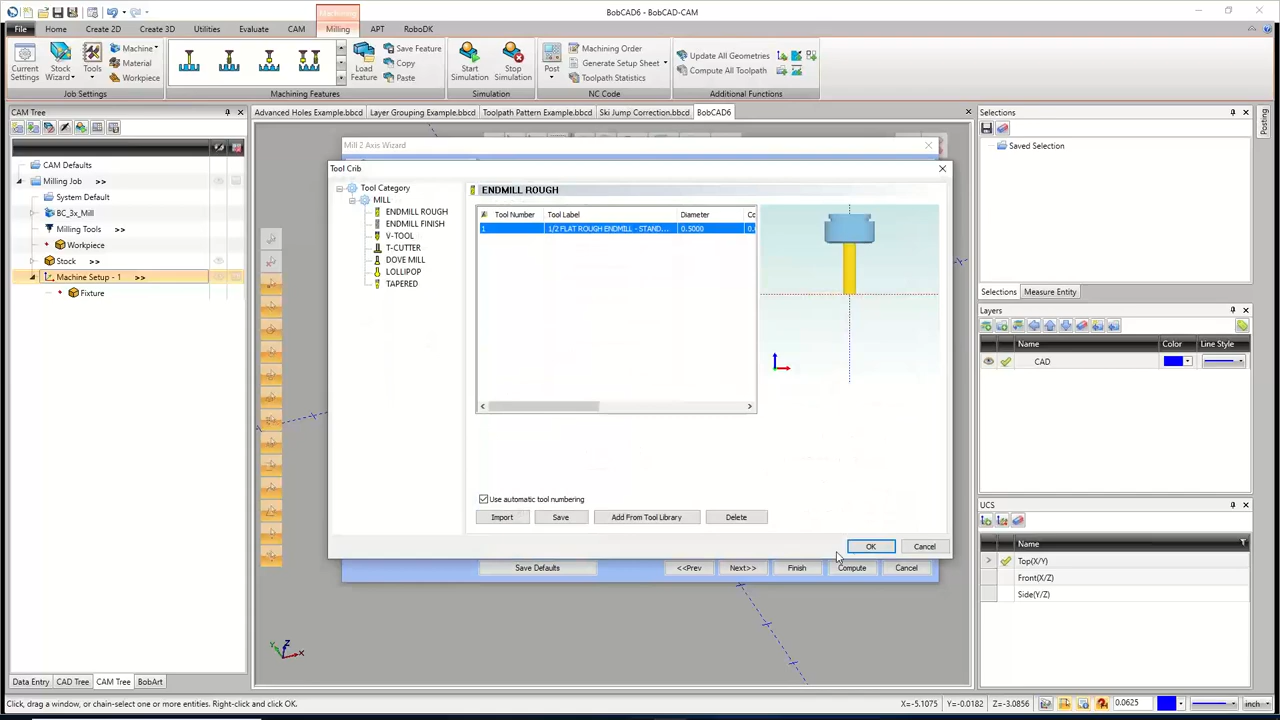 BobCAD6 - BobCAD-CAM
Machining
File Home Create 2D Create 3D Utilities Evaluate CAM Milling APT RoboDK
Current Settings
Stock Wizard
Tools
Machine
Material
Workpiece
Job Settings
Load Feature
Save Feature
Copy
Paste
Machining Features
Start Simulation
Stop Simulation
Simulation
Post
Machining Order
Generate Setup Sheet
Toolpath Statistics
NC Code
Update All Geometries
Compute All Toolpath
Additional Functions
CAM Tree
Advanced Holes Example.bbcd Layer Grouping Example.bbcd Toolpath Pattern Example.bbcd Ski Jump Correction.bbcd BobCAD6
CAM Defaults
Milling Job >>
System Default
BC_3x_Mill
Milling Tools >>
Workpiece
Stock >>
Machine Setup - 1 >>
Fixture
Data Entry CAD Tree CAM Tree BobArt
Mill 2 Axis Wizard
Tool Crib
Tool Category
MILL
ENDMILL ROUGH
ENDMILL FINISH
V-TOOL
T-CUTTER
DOVE MILL
LOLLIPOP
TAPERED
ENDMILL ROUGH
Tool Number Tool Label Diameter Co
1 1/2 FLAT ROUGH ENDMILL - STAND... 0.5000 0.
Use automatic tool numbering
Import Save Add From Tool Library Delete
OK Cancel
Save Defaults <<Prev Next>> Finish Compute Cancel
Y Z X
Selections
Saved Selection
Selections Measure Entity
Layers
Name Color Line Style
CAD
UCS
Name
Top(X/Y)
Front(X/Z)
Side(Y/Z)
Posting
Click, drag a window, or chain-select one or more entities. Right-click and click OK.
X=-5.1075 Y=-0.0182 Z=-3.0856 0.0625 inch